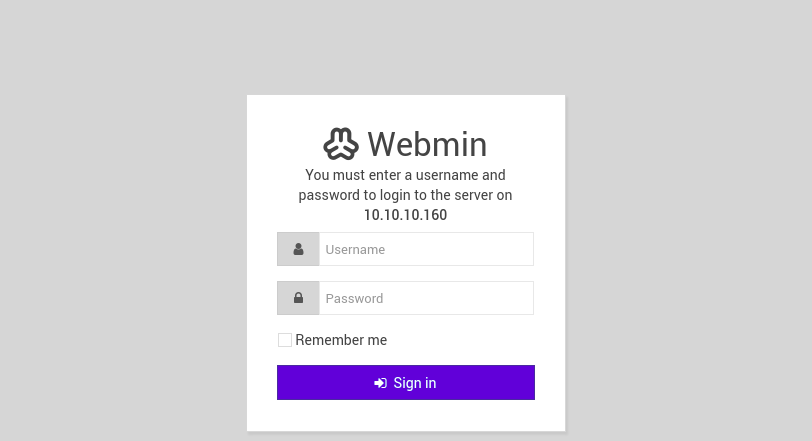 Webmin
You must enter a username and
password to login to the server on
10.10.10.160
Username
Password
Remember me
Sign in